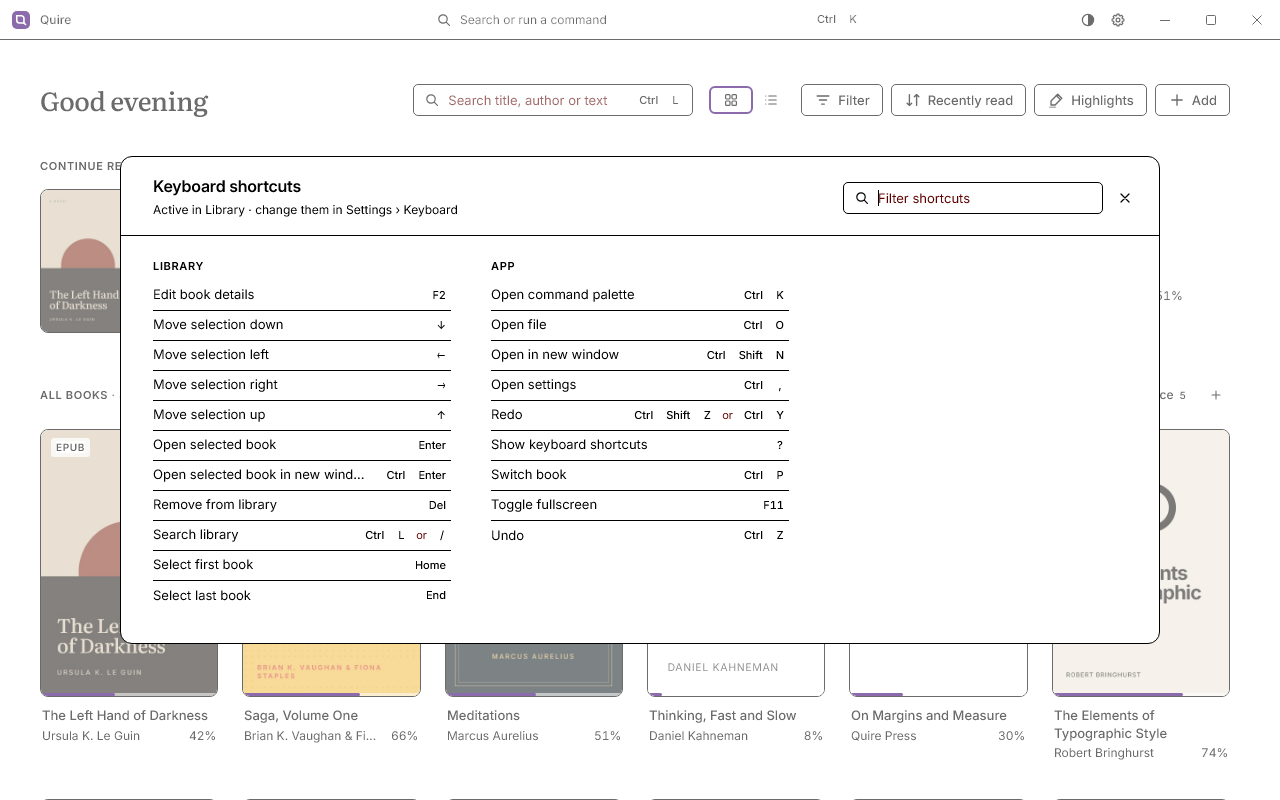 Quire
Search or run a command
Ctrl K
Good evening
Search title, author or text
Ctrl L
Filter
Recently read
Highlights
Add
CONTINUE RE
The Left Hand
of Darkness
URSULA K. LE GUIN
51%
Keyboard shortcuts
Active in Library · change them in Settings › Keyboard
Filter shortcuts
LIBRARY
Edit book details F2
Move selection down ↓
Move selection left ←
Move selection right →
Move selection up ↑
Open selected book Enter
Open selected book in new wind... Ctrl Enter
Remove from library Del
Search library Ctrl L or /
Select first book Home
Select last book End
APP
Open command palette Ctrl K
Open file Ctrl O
Open in new window Ctrl Shift N
Open settings Ctrl ,
Redo Ctrl Shift Z or Ctrl Y
Show keyboard shortcuts ?
Switch book Ctrl P
Toggle fullscreen F11
Undo Ctrl Z
ALL BOOKS ·
ce 5
EPUB
The Le
of Darkness
URSULA K. LE GUIN
BRIAN K. VAUGHAN & FIONA
STAPLES
MARCUS AURELIUS
DANIEL KAHNEMAN
nts
aphic
ROBERT BRINGHURST
The Left Hand of Darkness
Ursula K. Le Guin 42%
Saga, Volume One
Brian K. Vaughan & Fi... 66%
Meditations
Marcus Aurelius 51%
Thinking, Fast and Slow
Daniel Kahneman 8%
On Margins and Measure
Quire Press 30%
The Elements of
Typographic Style
Robert Bringhurst 74%